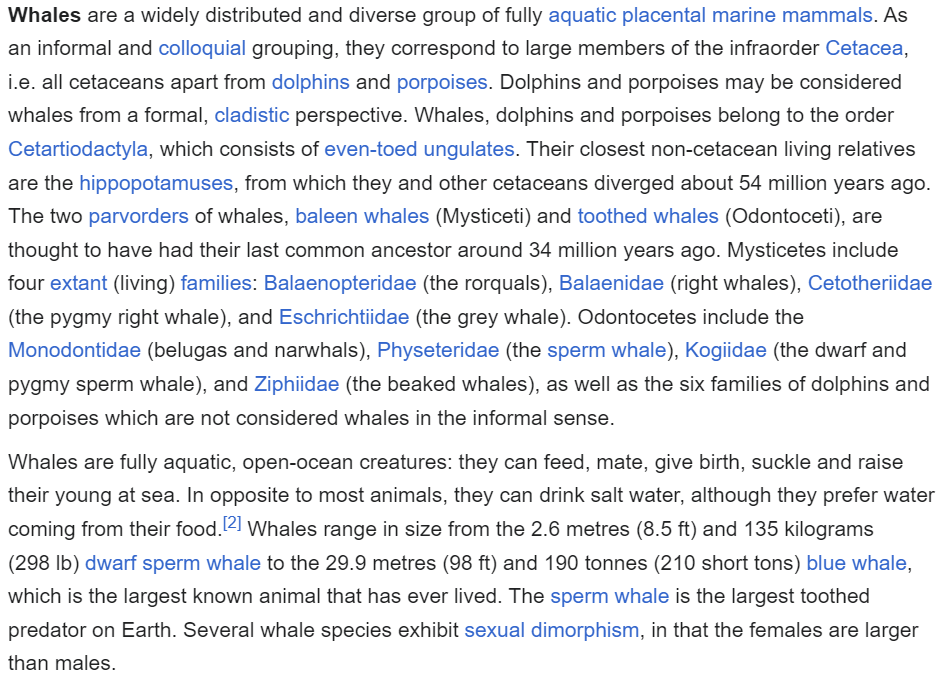 Whales are a widely distributed and diverse group of fully aquatic placental marine mammals. As
an informal and colloquial grouping, they correspond to large members of the infraorder Cetacea,
i.e. all cetaceans apart from dolphins and porpoises. Dolphins and porpoises may be considered
whales from a formal, cladistic perspective. Whales, dolphins and porpoises belong to the order
Cetartiodactyla, which consists of even-toed ungulates. Their closest non-cetacean living relatives
are the hippopotamuses, from which they and other cetaceans diverged about 54 million years ago.
The two parvorders of whales, baleen whales (Mysticeti) and toothed whales (Odontoceti), are
thought to have had their last common ancestor around 34 million years ago. Mysticetes include
four extant (living) families: Balaenopteridae (the rorquals), Balaenidae (right whales), Cetotheriidae
(the pygmy right whale), and Eschrichtiidae (the grey whale). Odontocetes include the
Monodontidae (belugas and narwhals), Physeteridae (the sperm whale), Kogiidae (the dwarf and
pygmy sperm whale), and Ziphiidae (the beaked whales), as well as the six families of dolphins and
porpoises which are not considered whales in the informal sense.
Whales are fully aquatic, open-ocean creatures: they can feed, mate, give birth, suckle and raise
their young at sea. In opposite to most animals, they can drink salt water, although they prefer water
coming from their food.[2] Whales range in size from the 2.6 metres (8.5 ft) and 135 kilograms
(298 lb) dwarf sperm whale to the 29.9 metres (98 ft) and 190 tonnes (210 short tons) blue whale,
which is the largest known animal that has ever lived. The sperm whale is the largest toothed
predator on Earth. Several whale species exhibit sexual dimorphism, in that the females are larger
than males.